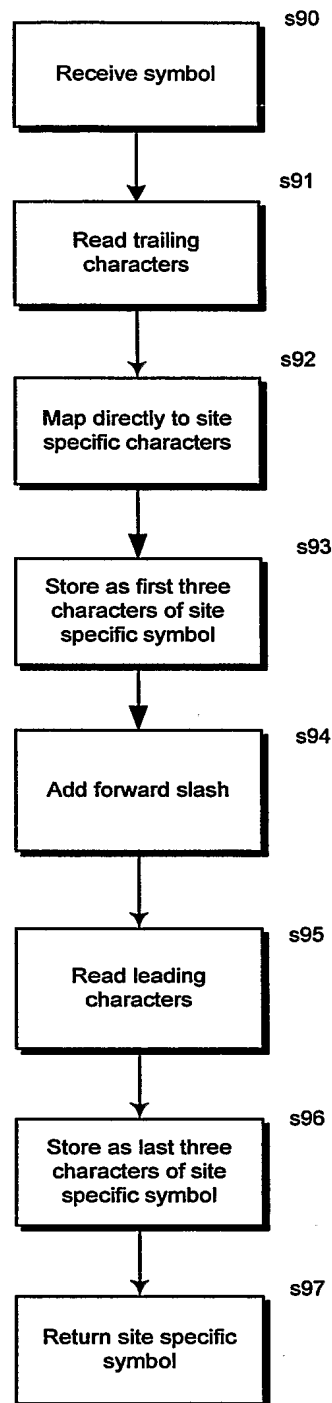 s90
Receive symbol
s91
Read trailing
characters
s92
Map directly to site
specific characters
s93
Store as first three
characters of site
specific symbol
s94
Add forward slash
s95
Read leading
characters
s96
Store as last three
characters of site
specific symbol
s97
Return site specific
symbol